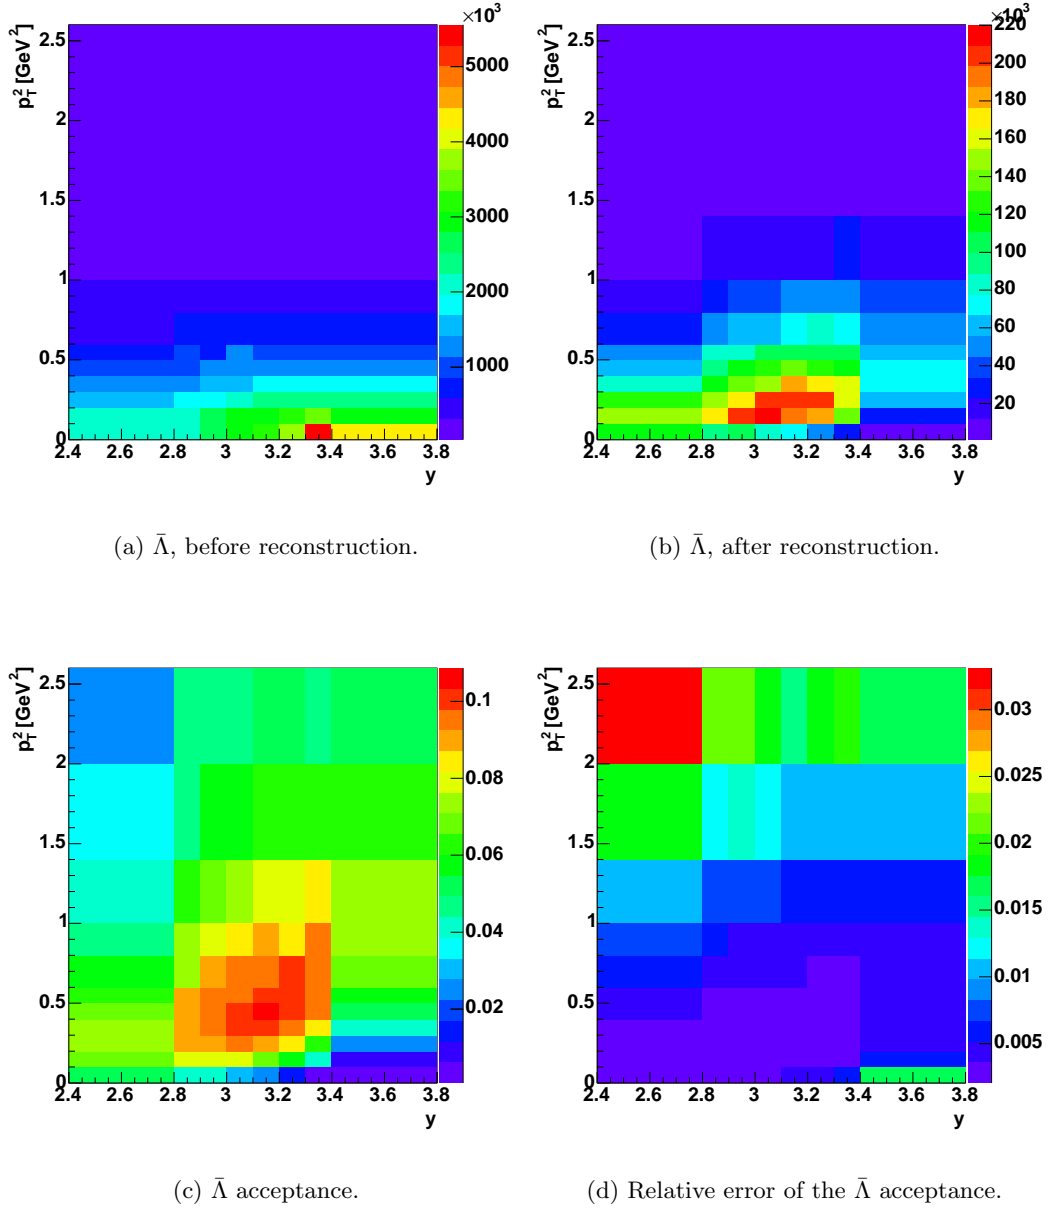 ×10³ ×10³
p_T² [GeV²] 2.5 5000 p_T² [GeV²] 2.5 220
200
2 4000 2 180
160
1.5 3000 1.5 140
120
1 2000 1 100
80
0.5 1000 0.5 60
40
20
0 0
2.4 2.6 2.8 3 3.2 3.4 3.6 3.8 2.4 2.6 2.8 3 3.2 3.4 3.6 3.8
y y
(a) Λ̄, before reconstruction. (b) Λ̄, after reconstruction.
p_T² [GeV²] 2.5 0.1 p_T² [GeV²] 2.5 0.03
2 0.08 2 0.025
1.5 0.06 1.5 0.02
1 0.04 1 0.015
0.5 0.02 0.5 0.01
0 0 0.005
2.4 2.6 2.8 3 3.2 3.4 3.6 3.8 2.4 2.6 2.8 3 3.2 3.4 3.6 3.8
y y
(c) Λ̄ acceptance. (d) Relative error of the Λ̄ acceptance.